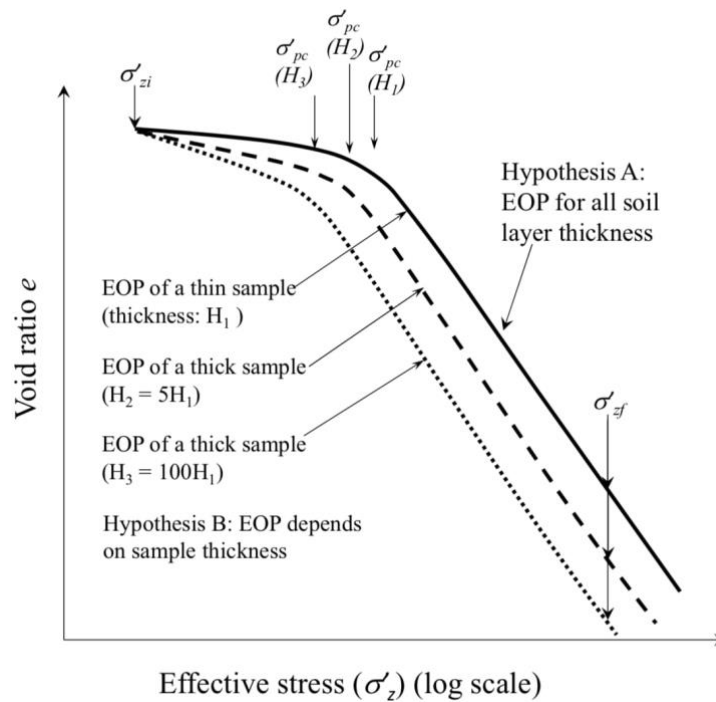 σ′pc
(H₂)
σ′pc
(H₃)
σ′pc
(H₁)
σ′zi
Hypothesis A:
EOP for all soil
layer thickness
EOP of a thin sample
(thickness: H₁ )
EOP of a thick sample
(H₂ = 5H₁)
EOP of a thick sample
(H₃ = 100H₁)
Hypothesis B: EOP depends
on sample thickness
σ′zf
Void ratio e
Effective stress (σ′z) (log scale)